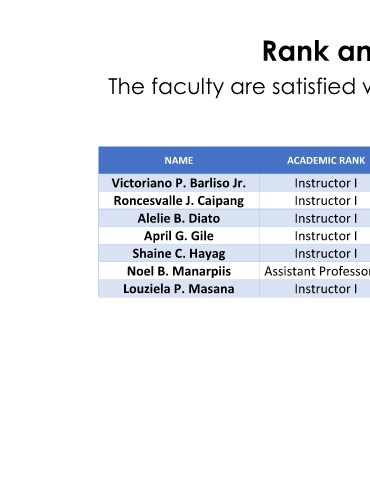 Rank an
The faculty are satisfied w
NAME ACADEMIC RANK
Victoriano P. Barliso Jr. Instructor I
Roncesvalle J. Caipang Instructor I
Alelie B. Diato Instructor I
April G. Gile Instructor I
Shaine C. Hayag Instructor I
Noel B. Manarpiis Assistant Professor
Louziela P. Masana Instructor I